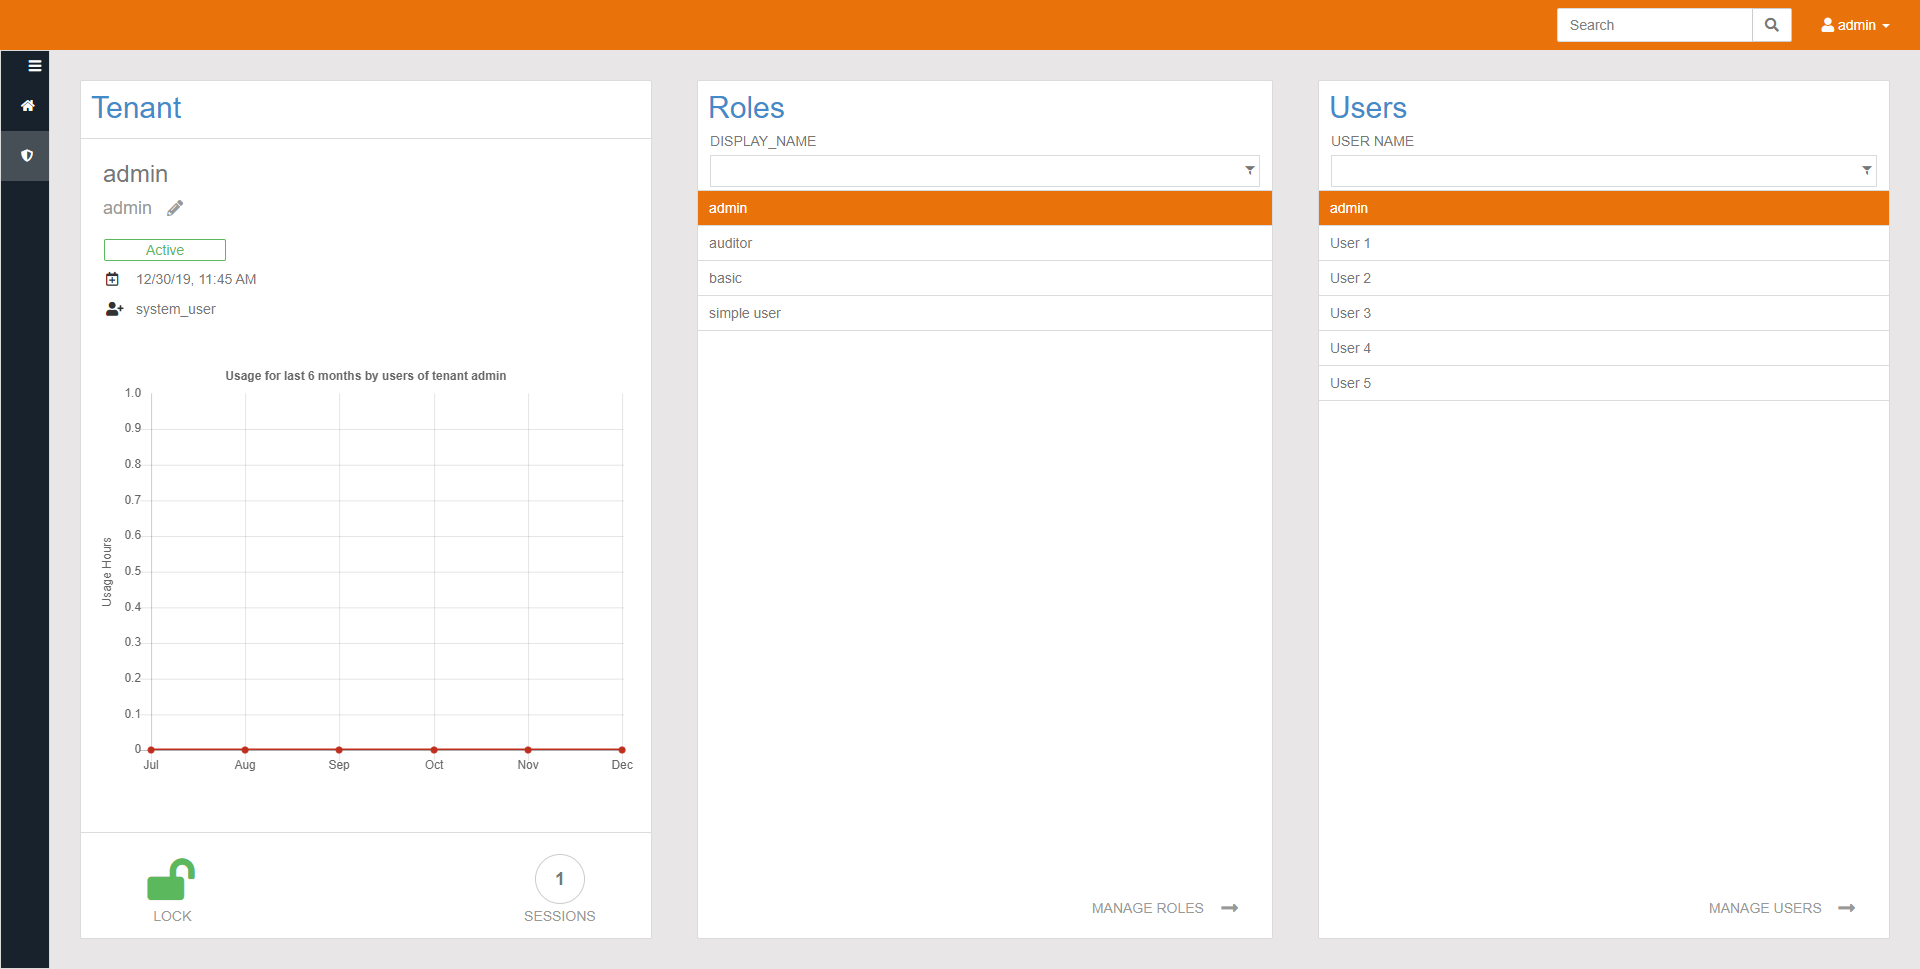 Search
admin
Tenant
admin
admin
Active
12/30/19, 11:45 AM
system_user
Usage for last 6 months by users of tenant admin
Usage Hours
1.0
0.9
0.8
0.7
0.6
0.5
0.4
0.3
0.2
0.1
0
Jul Aug Sep Oct Nov Dec
LOCK
1
SESSIONS
Roles
DISPLAY_NAME
admin
auditor
basic
simple user
MANAGE ROLES
Users
USER NAME
admin
User 1
User 2
User 3
User 4
User 5
MANAGE USERS